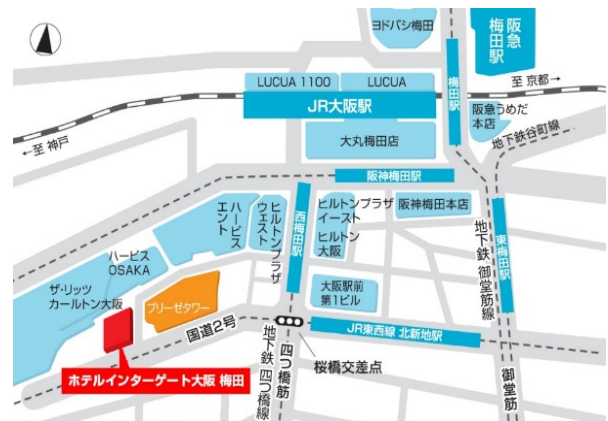 ヨドバシ梅田
阪急
梅田駅
LUCUA 1100
LUCUA
梅田駅
至 京都→
JR大阪駅
阪急うめだ
本店
←至 神戸
大丸梅田店
地下鉄谷町線
阪神梅田駅
ハービス
エント
ヒルトンプラザ
ウェスト
西梅田駅
ヒルトンプラザ
イースト
ヒルトン
大阪
阪神梅田本店
地下鉄 御堂筋線
東梅田駅
ハービス
OSAKA
ザ・リッツ
カールトン大阪
ブリーゼタワー
大阪駅前
第1ビル
国道2号
JR東西線 北新地駅
地下鉄 四つ橋線
四つ橋筋
桜橋交差点
御堂筋
ホテルインターゲート大阪 梅田